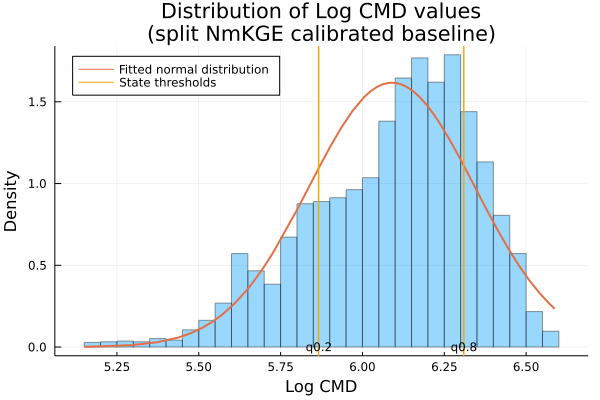 Distribution of Log CMD values
(split NmKGE calibrated baseline)
Fitted normal distribution
State thresholds
Density
1.5
1.0
0.5
0.0
q0.2
q0.8
5.25
5.50
5.75
6.00
6.25
6.50
Log CMD